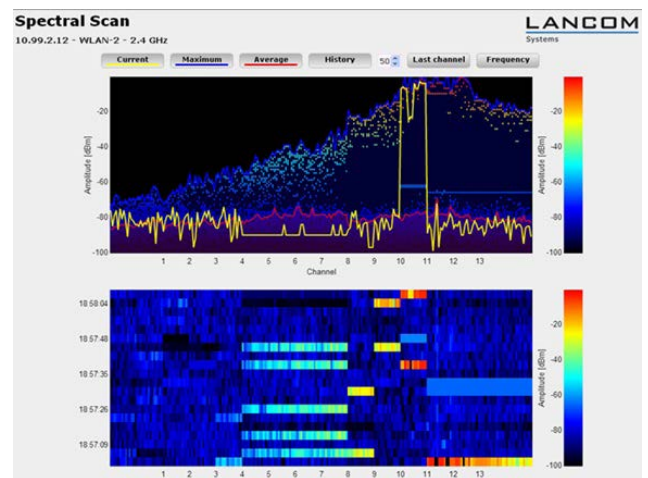 Spectral Scan
LANCOM
Systems
10.99.2.12 - WLAN-2 - 2.4 GHz
Current Maximum Average History 50 Last channel Frequency
-20
-40
-60
-80
-100
Amplitude [dBm]
1 2 3 4 5 6 7 8 9 10 11 12 13
Channel
-20
-40
-60
-80
-100
Amplitude [dBm]
18:58:04
18:57:48
18:57:35
18:57:26
18:57:09
1 2 3 4 5 6 7 8 9 10 11 12 13
-20
-40
-60
-80
-100
Amplitude [dBm]